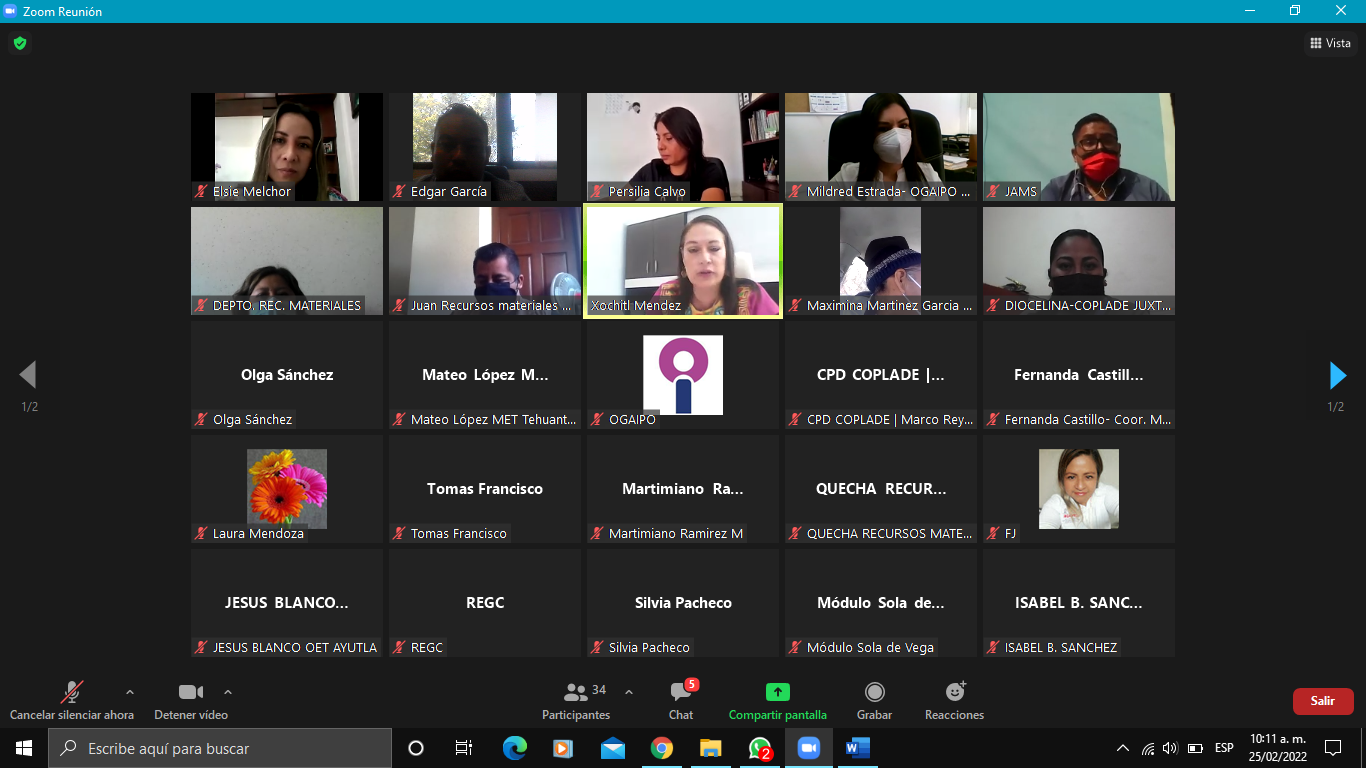 Zoom Reunión
Vista
Elsie Melchor
Edgar García
Persilia Calvo
Mildred Estrada- OGAIPO ...
JAMS
DEPTO. REC. MATERIALES
Juan Recursos materiales ...
Xochitl Mendez
Maximina Martinez Garcia ...
DIOCELINA-COPLADE JUXT...
Olga Sánchez
Mateo López M...
CPD COPLADE |...
Fernanda Castill...
Olga Sánchez
Mateo López MET Tehuant...
OGAIPO
CPD COPLADE | Marco Rey...
Fernanda Castillo- Coor. M...
1/2
1/2
Tomas Francisco
Martimiano Ra...
QUECHA RECUR...
Laura Mendoza
Tomas Francisco
Martimiano Ramirez M
QUECHA RECURSOS MATE...
FJ
JESUS BLANCO...
REGC
Silvia Pacheco
Módulo Sola de...
ISABEL B. SANC...
JESUS BLANCO OET AYUTLA
REGC
Silvia Pacheco
Módulo Sola de Vega
ISABEL B. SANCHEZ
34
5
Cancelar silenciar ahora
Detener vídeo
Participantes
Chat
Compartir pantalla
Grabar
Reacciones
Salir
Escribe aquí para buscar
2
ESP
10:11 a. m.
25/02/2022